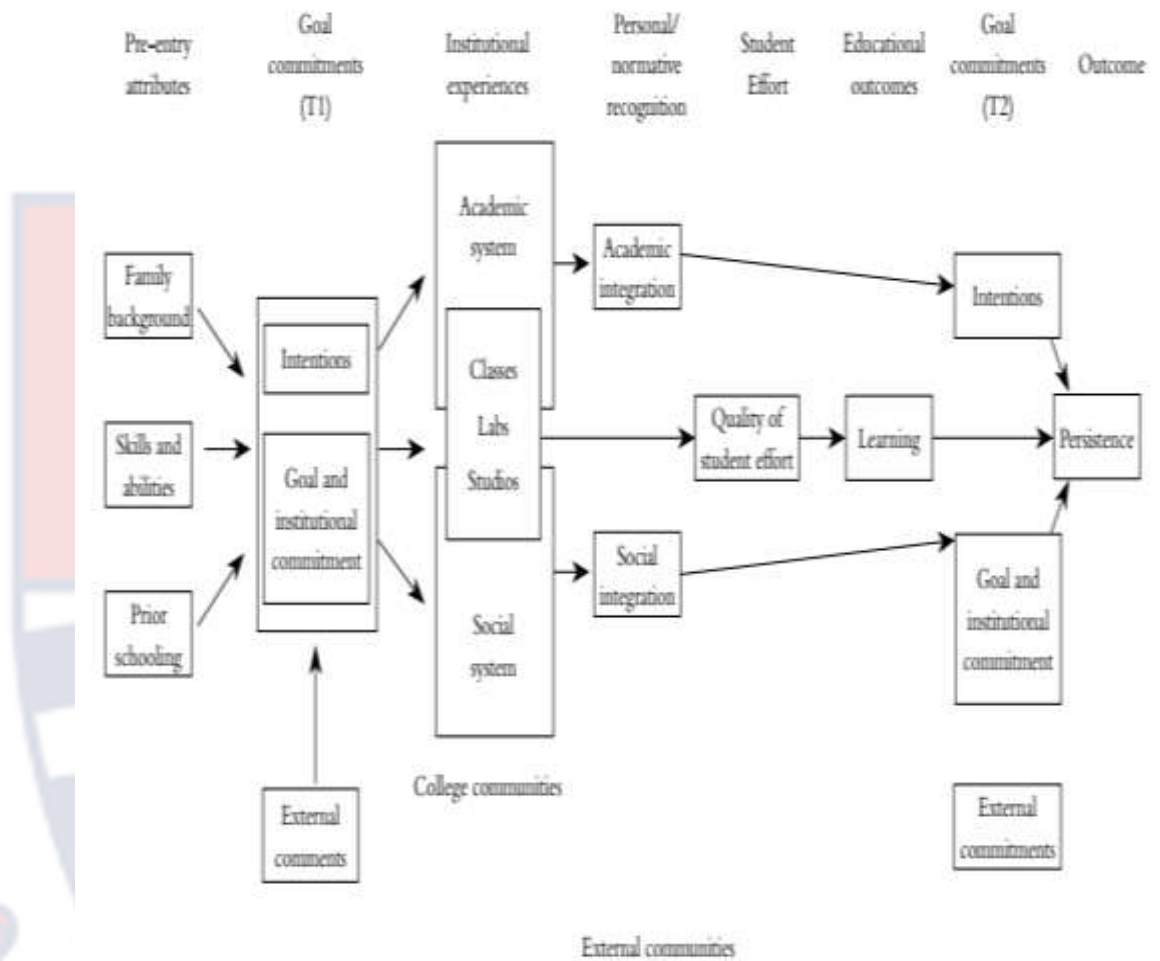 Pre-entry
attributes
Goal
commitments
(T1)
Institutional
experiences
Personal/
normative
recognition
Student
Effort
Educational
outcomes
Goal
commitments
(T2)
Outcome
Family
background
Skills and
abilities
Prior
schooling
Intentions
Goal and
institutional
commitment
External
comments
Academic
system
Classes
Labs
Studios
Social
system
College communities
Academic
integration
Social
integration
Quality of
student effort
Learning
Intentions
Persistence
Goal and
institutional
commitment
External
commitments
External communities